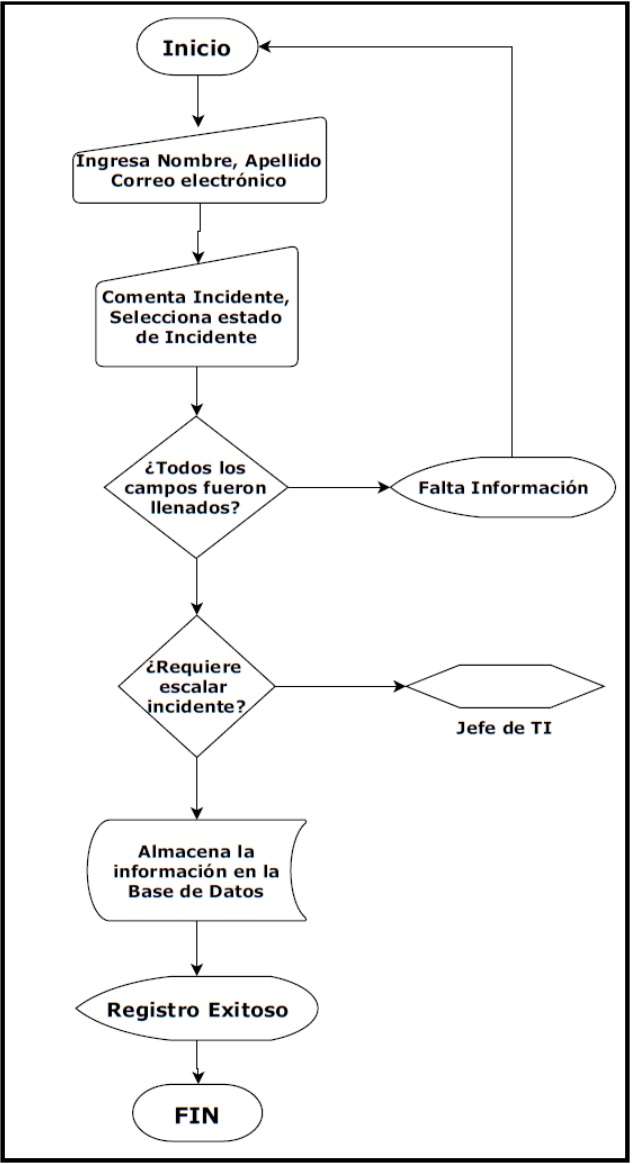 Inicio
Ingresa Nombre, Apellido
Correo electrónico
Comenta Incidente,
Selecciona estado
de Incidente
¿Todos los
campos fueron
llenados?
Falta Información
¿Requiere
escalar
incidente?
Jefe de TI
Almacena la
información en la
Base de Datos
Registro Exitoso
FIN